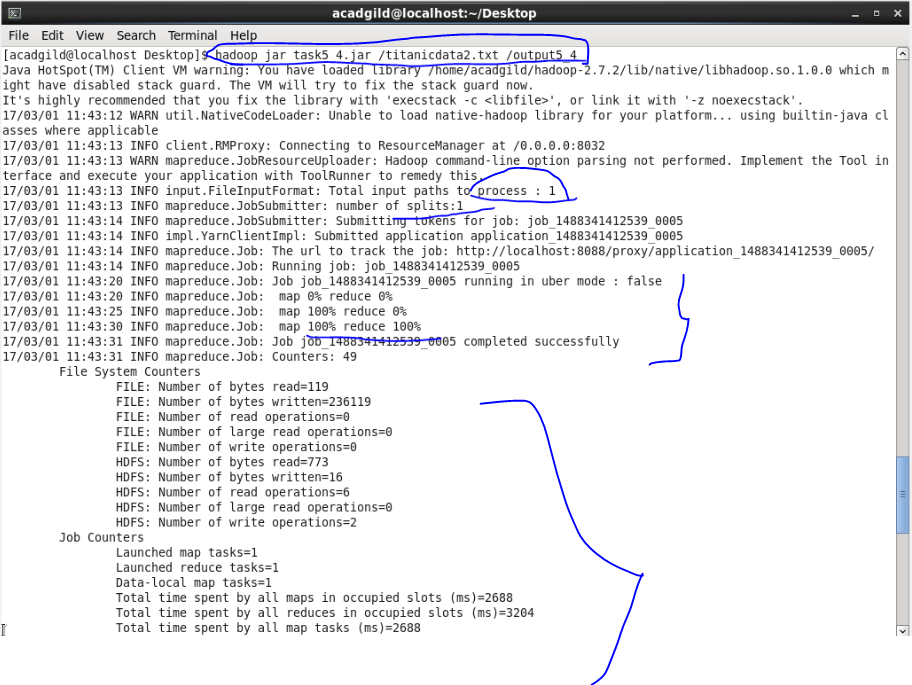 acadgild@localhost:~/Desktop
File Edit View Search Terminal Help
[acadgild@localhost Desktop]$ hadoop jar task5_4.jar /titanicdata2.txt /output5_4
Java HotSpot(TM) Client VM warning: You have loaded library /home/acadgild/hadoop-2.7.2/lib/native/libhadoop.so.1.0.0 which m
ight have disabled stack guard. The VM will try to fix the stack guard now.
It's highly recommended that you fix the library with 'execstack -c <libfile>', or link it with '-z noexecstack'.
17/03/01 11:43:12 WARN util.NativeCodeLoader: Unable to load native-hadoop library for your platform... using builtin-java cl
asses where applicable
17/03/01 11:43:13 INFO client.RMProxy: Connecting to ResourceManager at /0.0.0.0:8032
17/03/01 11:43:13 WARN mapreduce.JobResourceUploader: Hadoop command-line option parsing not performed. Implement the Tool in
terface and execute your application with ToolRunner to remedy this.
17/03/01 11:43:13 INFO input.FileInputFormat: Total input paths to process : 1
17/03/01 11:43:13 INFO mapreduce.JobSubmitter: number of splits:1
17/03/01 11:43:14 INFO mapreduce.JobSubmitter: Submitting tokens for job: job_1488341412539_0005
17/03/01 11:43:14 INFO impl.YarnClientImpl: Submitted application application_1488341412539_0005
17/03/01 11:43:14 INFO mapreduce.Job: The url to track the job: http://localhost:8088/proxy/application_1488341412539_0005/
17/03/01 11:43:14 INFO mapreduce.Job: Running job: job_1488341412539_0005
17/03/01 11:43:20 INFO mapreduce.Job: Job job_1488341412539_0005 running in uber mode : false
17/03/01 11:43:20 INFO mapreduce.Job:  map 0% reduce 0%
17/03/01 11:43:25 INFO mapreduce.Job:  map 100% reduce 0%
17/03/01 11:43:30 INFO mapreduce.Job:  map 100% reduce 100%
17/03/01 11:43:31 INFO mapreduce.Job: Job job_1488341412539_0005 completed successfully
17/03/01 11:43:31 INFO mapreduce.Job: Counters: 49
File System Counters
FILE: Number of bytes read=119
FILE: Number of bytes written=236119
FILE: Number of read operations=0
FILE: Number of large read operations=0
FILE: Number of write operations=0
HDFS: Number of bytes read=773
HDFS: Number of bytes written=16
HDFS: Number of read operations=6
HDFS: Number of large read operations=0
HDFS: Number of write operations=2
Job Counters
Launched map tasks=1
Launched reduce tasks=1
Data-local map tasks=1
Total time spent by all maps in occupied slots (ms)=2688
Total time spent by all reduces in occupied slots (ms)=3204
Total time spent by all map tasks (ms)=2688